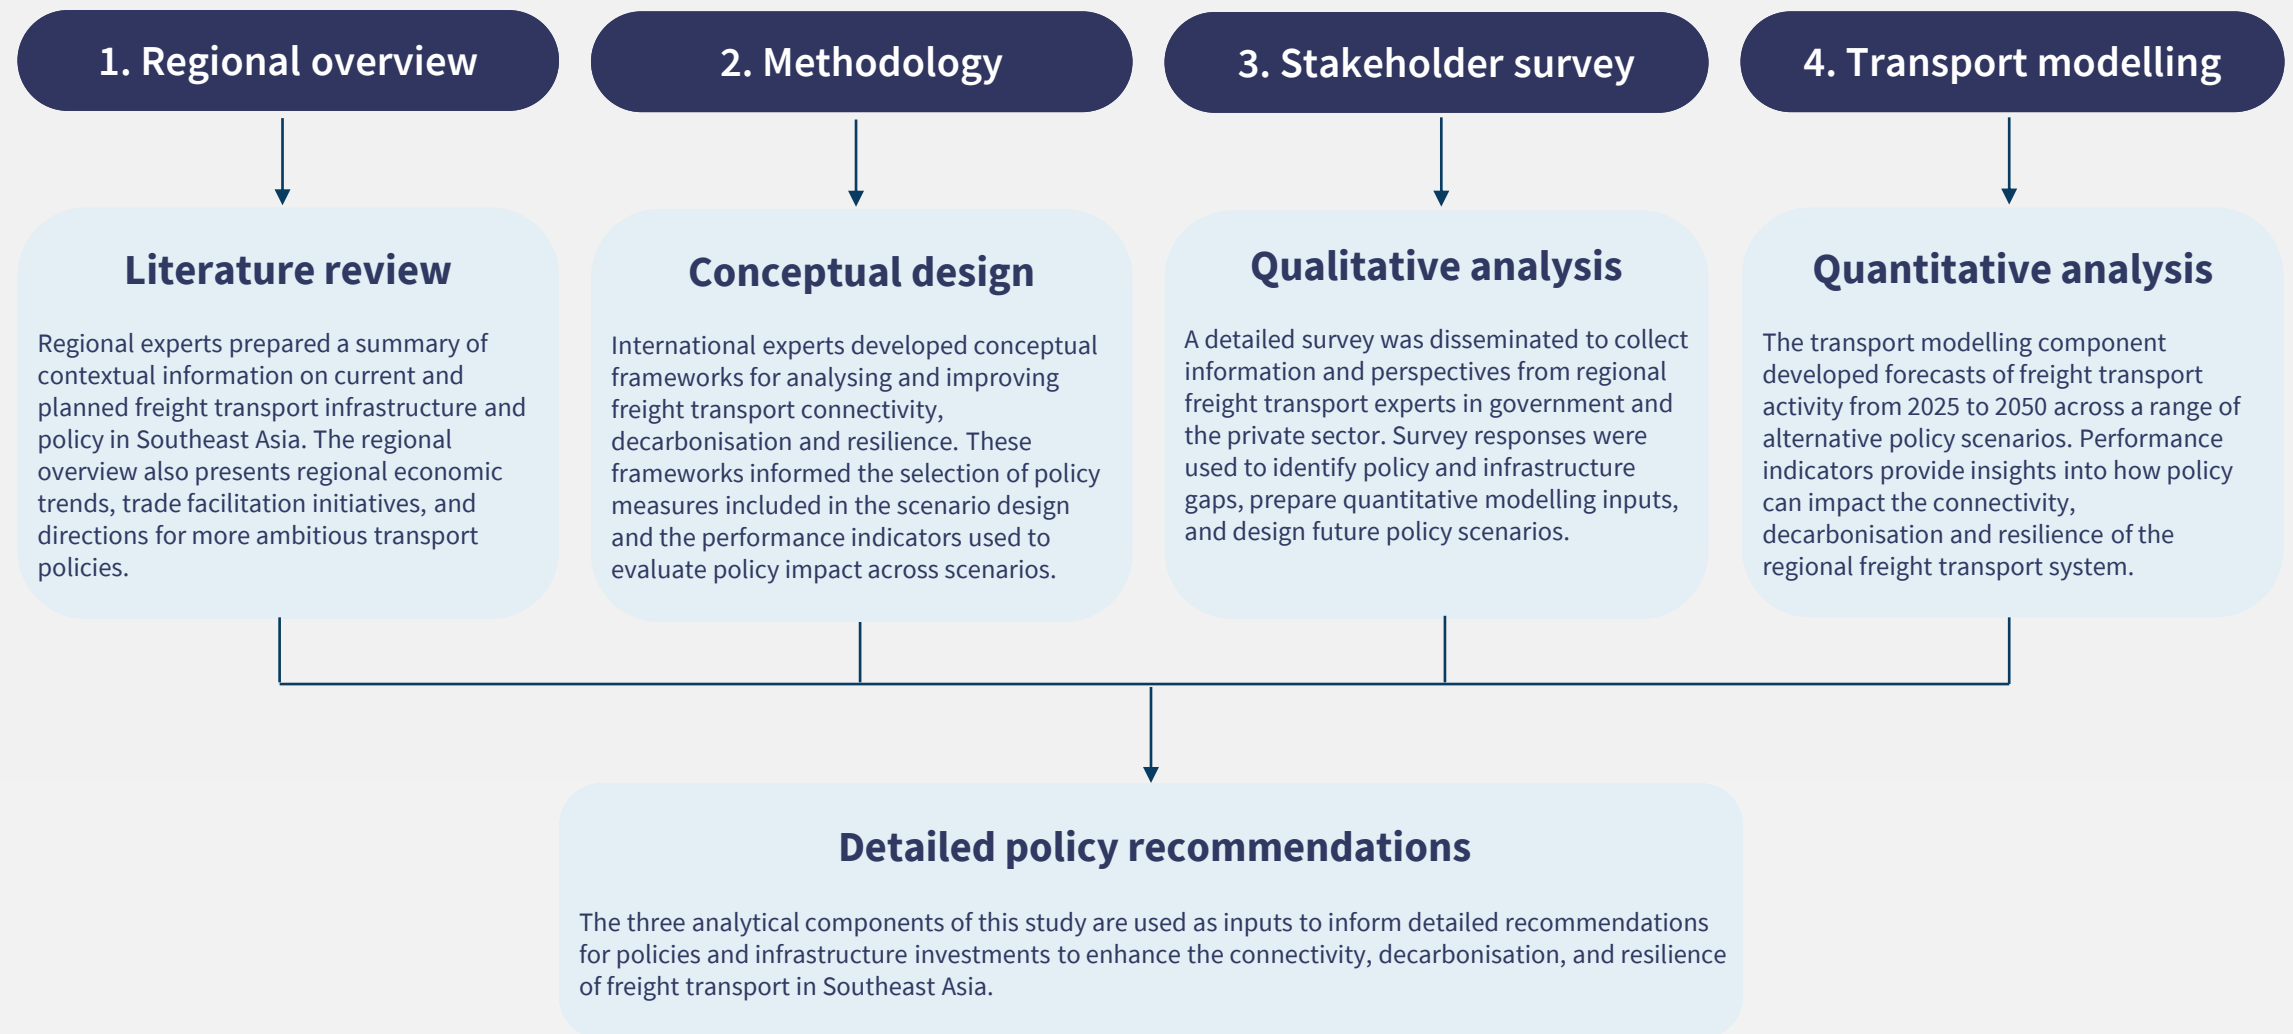 1. Regional overview
2. Methodology
3. Stakeholder survey
4. Transport modelling
Literature review
Regional experts prepared a summary of
contextual information on current and
planned freight transport infrastructure and
policy in Southeast Asia. The regional
overview also presents regional economic
trends, trade facilitation initiatives, and
directions for more ambitious transport
policies.
Conceptual design
International experts developed conceptual
frameworks for analysing and improving
freight transport connectivity,
decarbonisation and resilience. These
frameworks informed the selection of policy
measures included in the scenario design
and the performance indicators used to
evaluate policy impact across scenarios.
Qualitative analysis
A detailed survey was disseminated to collect
information and perspectives from regional
freight transport experts in government and
the private sector. Survey responses were
used to identify policy and infrastructure
gaps, prepare quantitative modelling inputs,
and design future policy scenarios.
Quantitative analysis
The transport modelling component
developed forecasts of freight transport
activity from 2025 to 2050 across a range of
alternative policy scenarios. Performance
indicators provide insights into how policy
can impact the connectivity,
decarbonisation and resilience of the
regional freight transport system.
Detailed policy recommendations
The three analytical components of this study are used as inputs to inform detailed recommendations
for policies and infrastructure investments to enhance the connectivity, decarbonisation, and resilience
of freight transport in Southeast Asia.